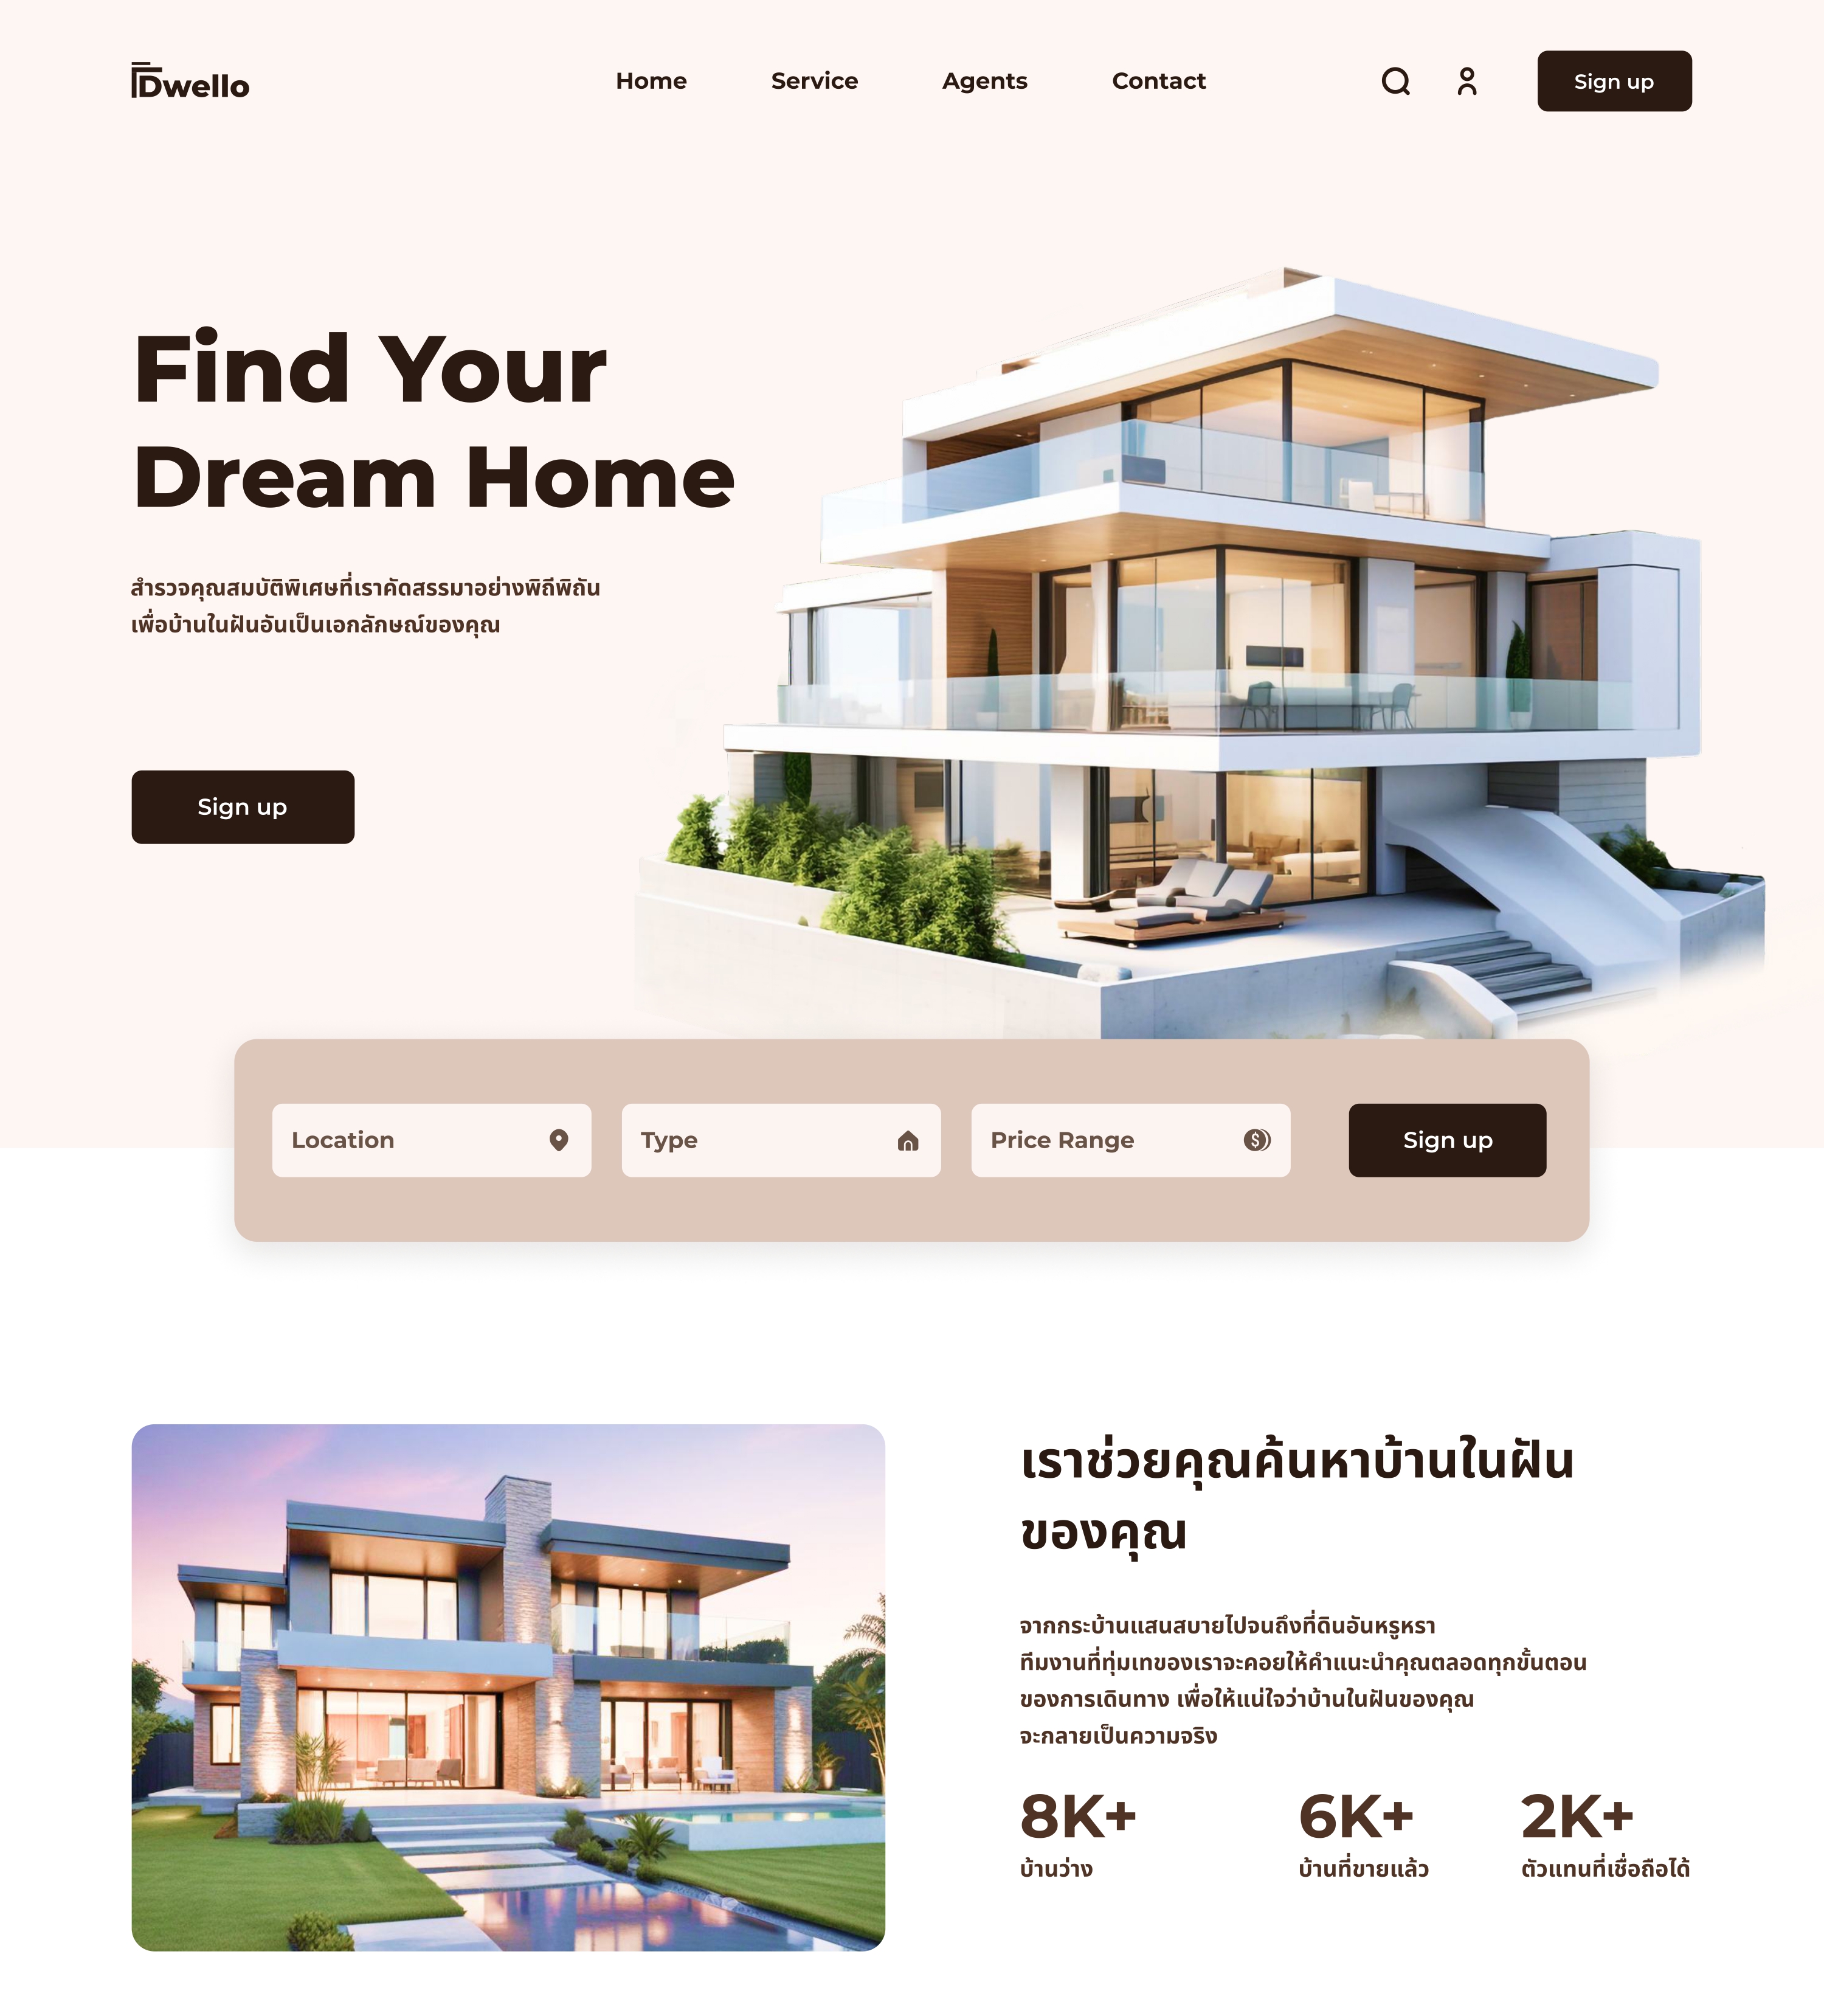 Dwello
Home Service Agents Contact Sign up
Find Your
Dream Home
สำรวจคุณสมบัติพิเศษที่เราคัดสรรมาอย่างพิถีพิถัน
เพื่อบ้านในฝันอันเป็นเอกลักษณ์ของคุณ
Sign up
Location Type Price Range Sign up
เราช่วยคุณค้นหาบ้านในฝัน
ของคุณ
จากกระบ้านแสนสบายไปจนถึงที่ดินอันหรูหรา
ทีมงานที่ทุ่มเทของเราจะคอยให้คำแนะนำคุณตลอดทุกขั้นตอน
ของการเดินทาง เพื่อให้แน่ใจว่าบ้านในฝันของคุณ
จะกลายเป็นความจริง
8K+ 6K+ 2K+
บ้านว่าง บ้านที่ขายแล้ว ตัวแทนที่เชื่อถือได้